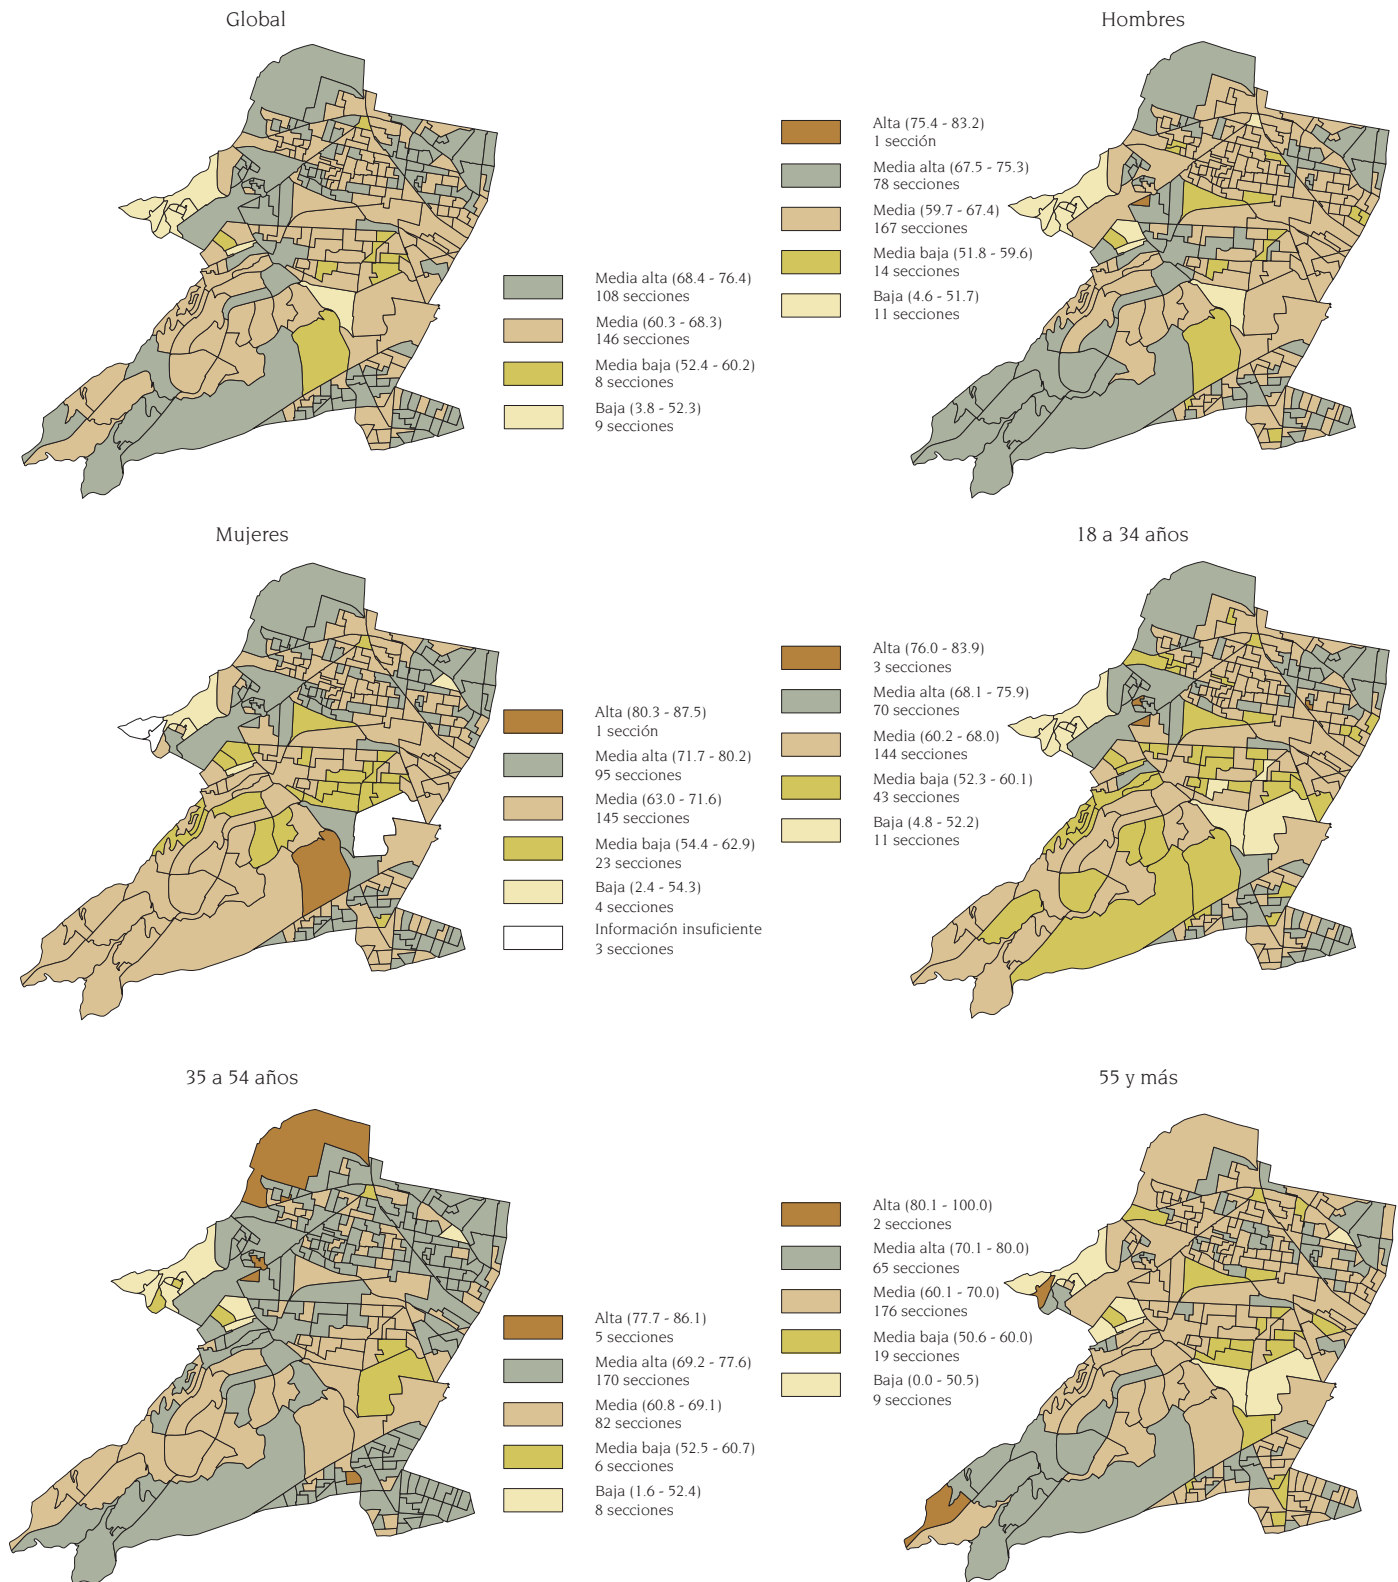 Global
Media alta (68.4 - 76.4)
108 secciones
Media (60.3 - 68.3)
146 secciones
Media baja (52.4 - 60.2)
8 secciones
Baja (3.8 - 52.3)
9 secciones
Hombres
Alta (75.4 - 83.2)
1 sección
Media alta (67.5 - 75.3)
78 secciones
Media (59.7 - 67.4)
167 secciones
Media baja (51.8 - 59.6)
14 secciones
Baja (4.6 - 51.7)
11 secciones
Mujeres
Alta (80.3 - 87.5)
1 sección
Media alta (71.7 - 80.2)
95 secciones
Media (63.0 - 71.6)
145 secciones
Media baja (54.4 - 62.9)
23 secciones
Baja (2.4 - 54.3)
4 secciones
Información insuficiente
3 secciones
18 a 34 años
Alta (76.0 - 83.9)
3 secciones
Media alta (68.1 - 75.9)
70 secciones
Media (60.2 - 68.0)
144 secciones
Media baja (52.3 - 60.1)
43 secciones
Baja (4.8 - 52.2)
11 secciones
35 a 54 años
Alta (77.7 - 86.1)
5 secciones
Media alta (69.2 - 77.6)
170 secciones
Media (60.8 - 69.1)
82 secciones
Media baja (52.5 - 60.7)
6 secciones
Baja (1.6 - 52.4)
8 secciones
55 y más
Alta (80.1 - 100.0)
2 secciones
Media alta (70.1 - 80.0)
65 secciones
Media (60.1 - 70.0)
176 secciones
Media baja (50.6 - 60.0)
19 secciones
Baja (0.0 - 50.5)
9 secciones